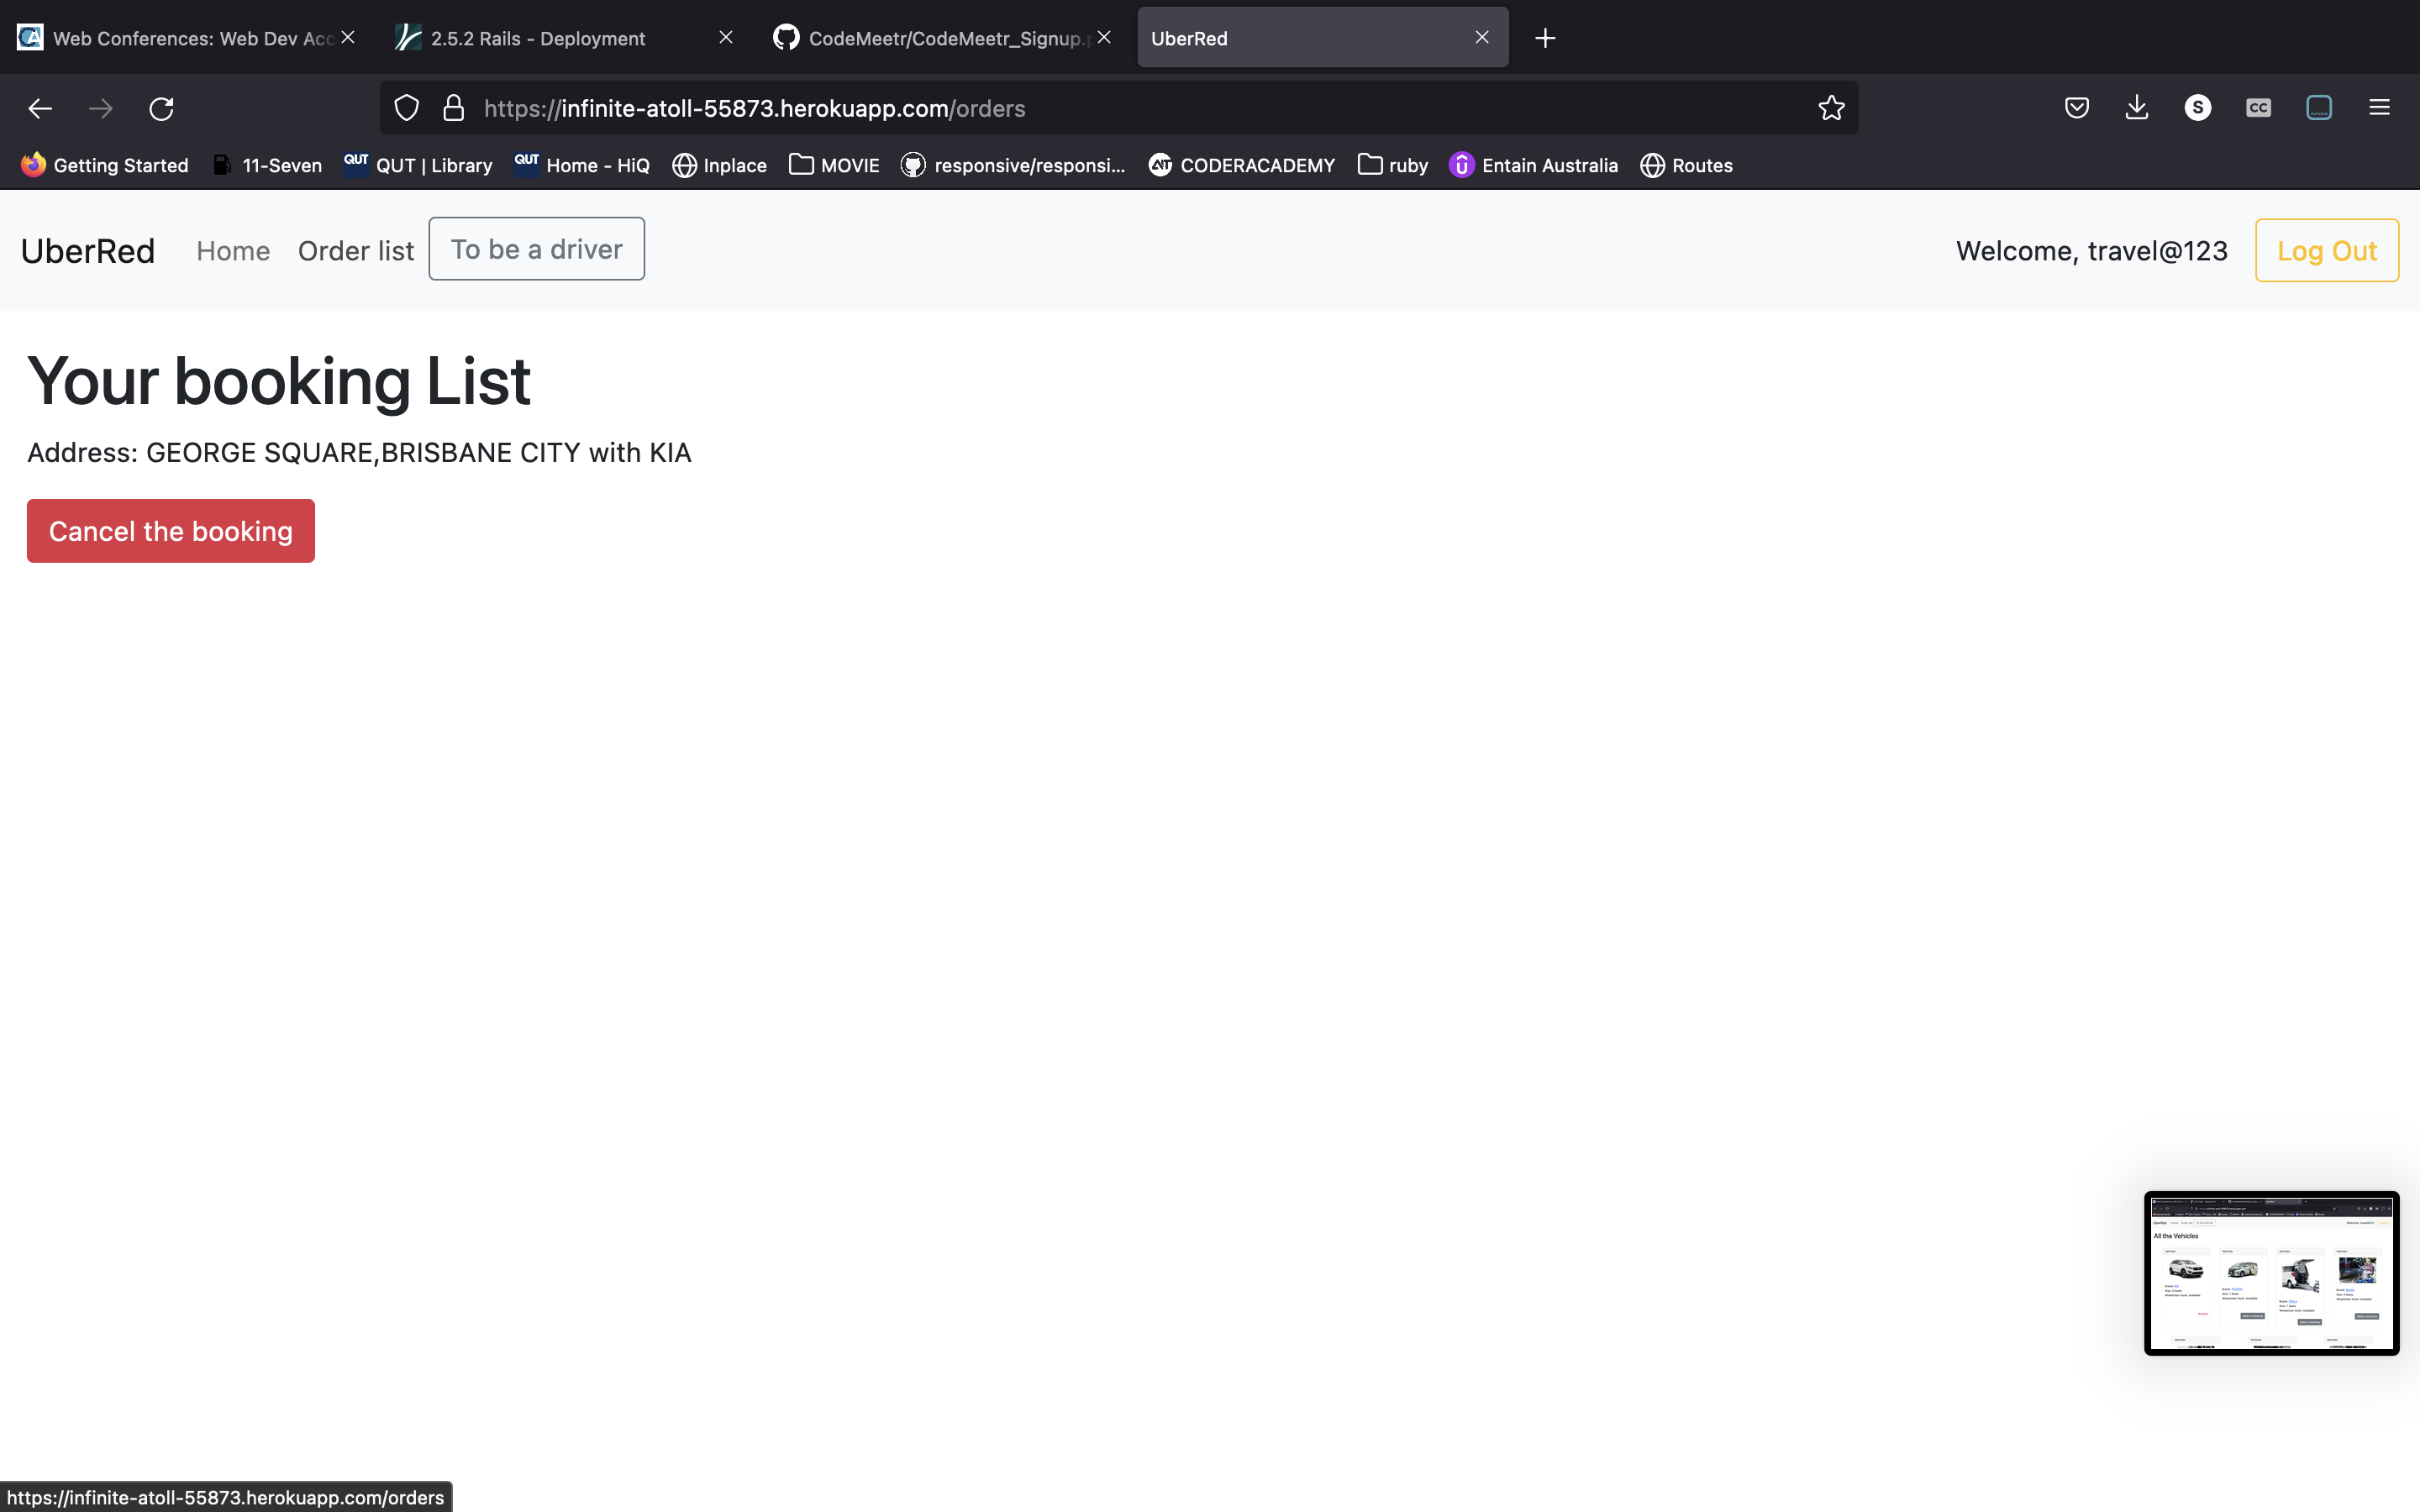 Web Conferences: Web Dev Acc
2.5.2 Rails - Deployment
CodeMeetr/CodeMeetr_Signup.p
UberRed
https://infinite-atoll-55873.herokuapp.com/orders
S
CC
Getting Started
11-Seven
QUT
QUT | Library
QUT
Home - HiQ
Inplace
MOVIE
responsive/responsi...
CODERACADEMY
ruby
Entain Australia
Routes
UberRed
Home
Order list
To be a driver
Welcome, travel@123
Log Out
Your booking List
Address: GEORGE SQUARE,BRISBANE CITY with KIA
Cancel the booking
All the Vehicles
https://infinite-atoll-55873.herokuapp.com/orders